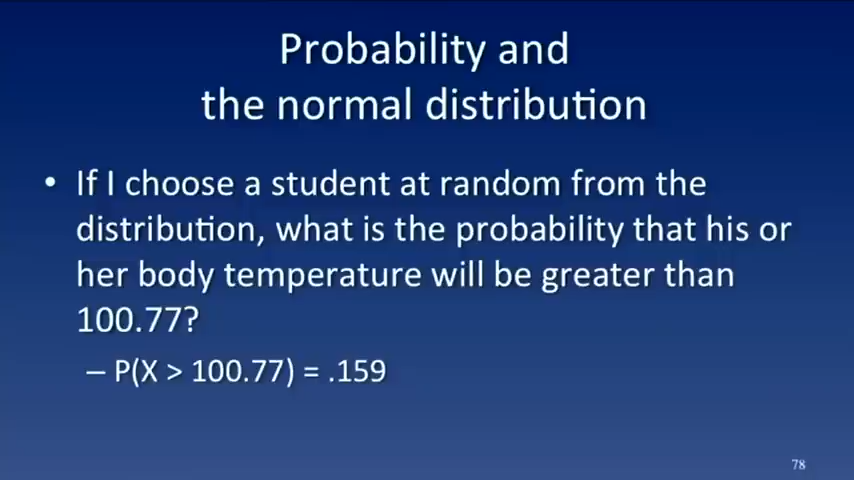 Probability and
the normal distribution
• If I choose a student at random from the
distribution, what is the probability that his or
her body temperature will be greater than
100.77?
– P(X > 100.77) = .159
78